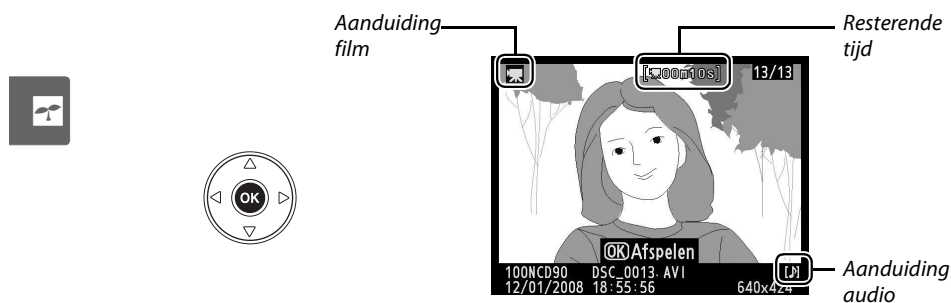 Aanduiding
film
Resterende
tijd
[00m10s]
13/13
OK
OK Afspelen
100NCD90 DSC_0013.AVI
12/01/2008 18:55:56 640x424
Aanduiding
audio